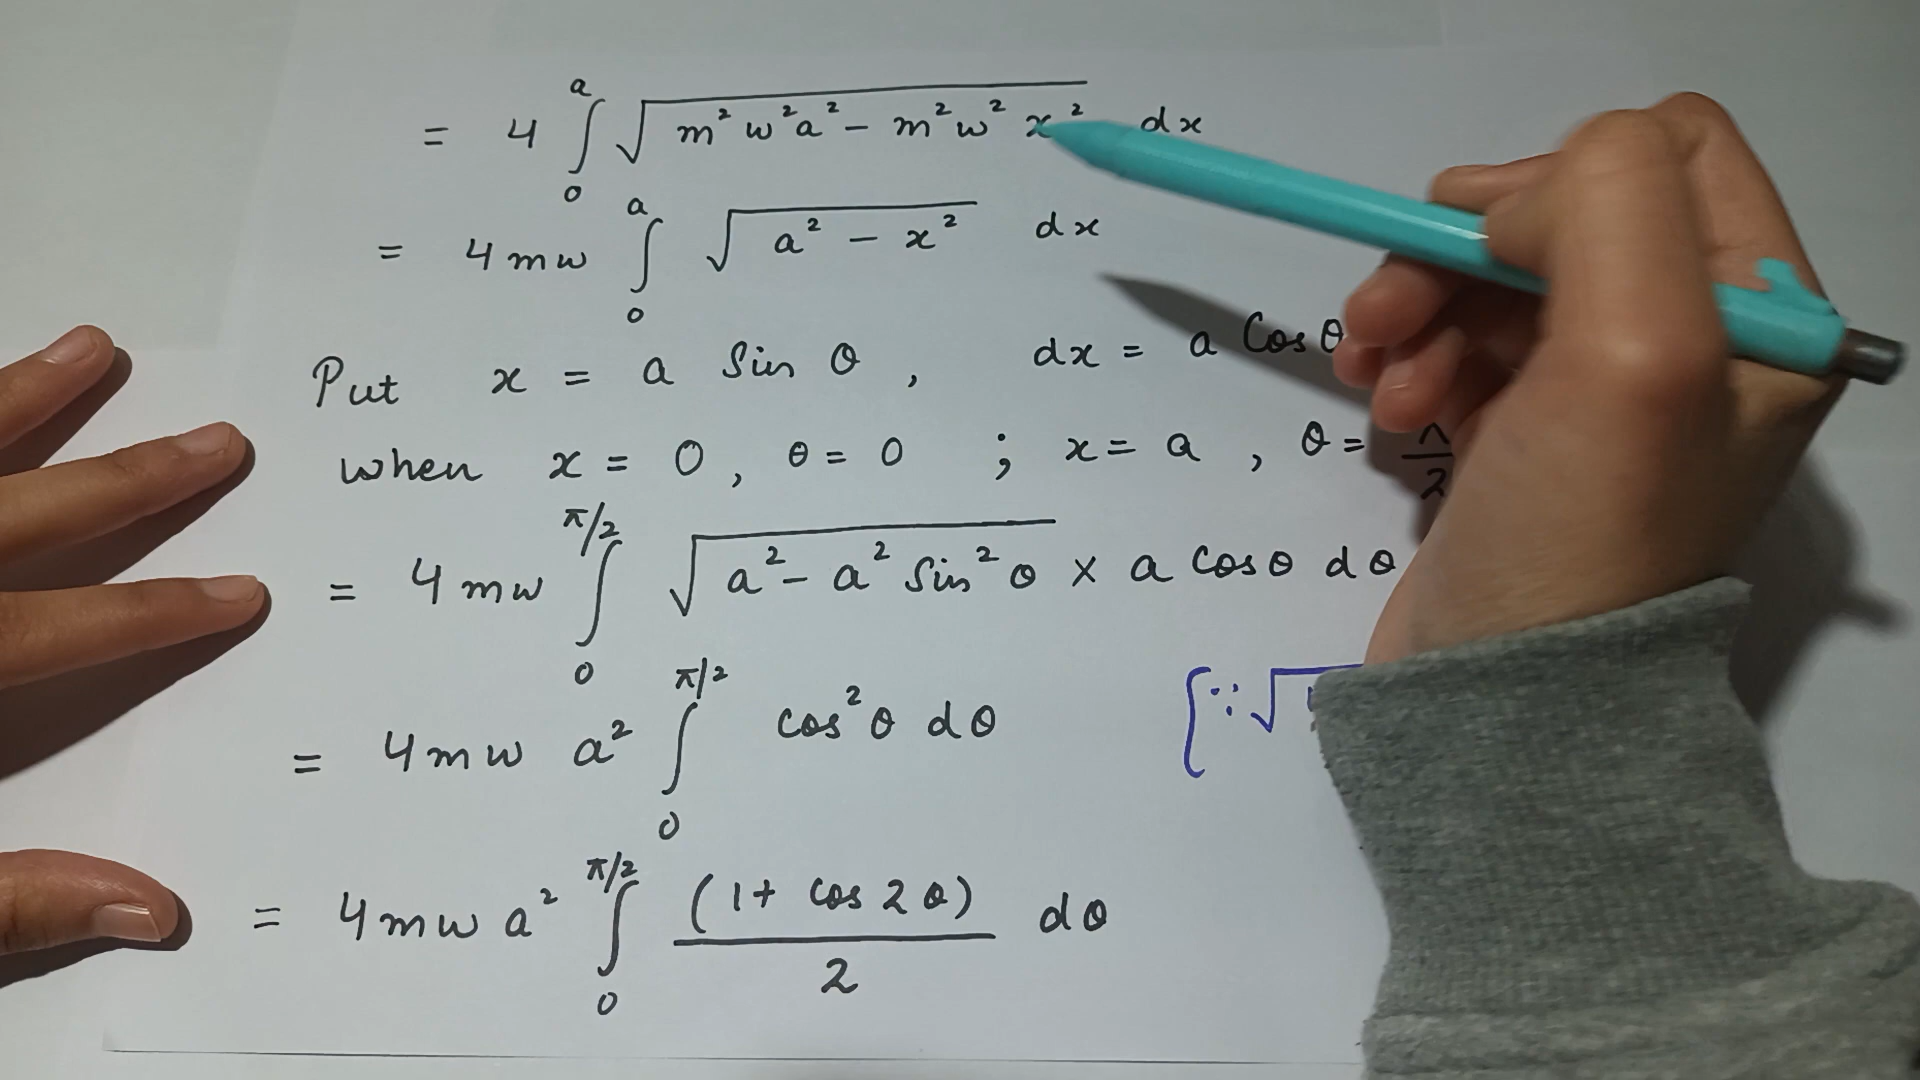 = 4 ∫₀ᵃ √(m²w²a² − m²w²x²) dx
= 4mw ∫₀ᵃ √(a² − x²) dx
Put x = a Sin θ , dx = a Cosθ
when x = 0 , θ = 0 ; x = a , θ = π/2
= 4mw ∫₀^(π/2) √(a² − a² Sin²θ) × a Cosθ dθ
= 4mw a² ∫₀^(π/2) cos²θ dθ [∵ √
= 4mw a² ∫₀^(π/2) (1 + cos 2θ)/2 dθ